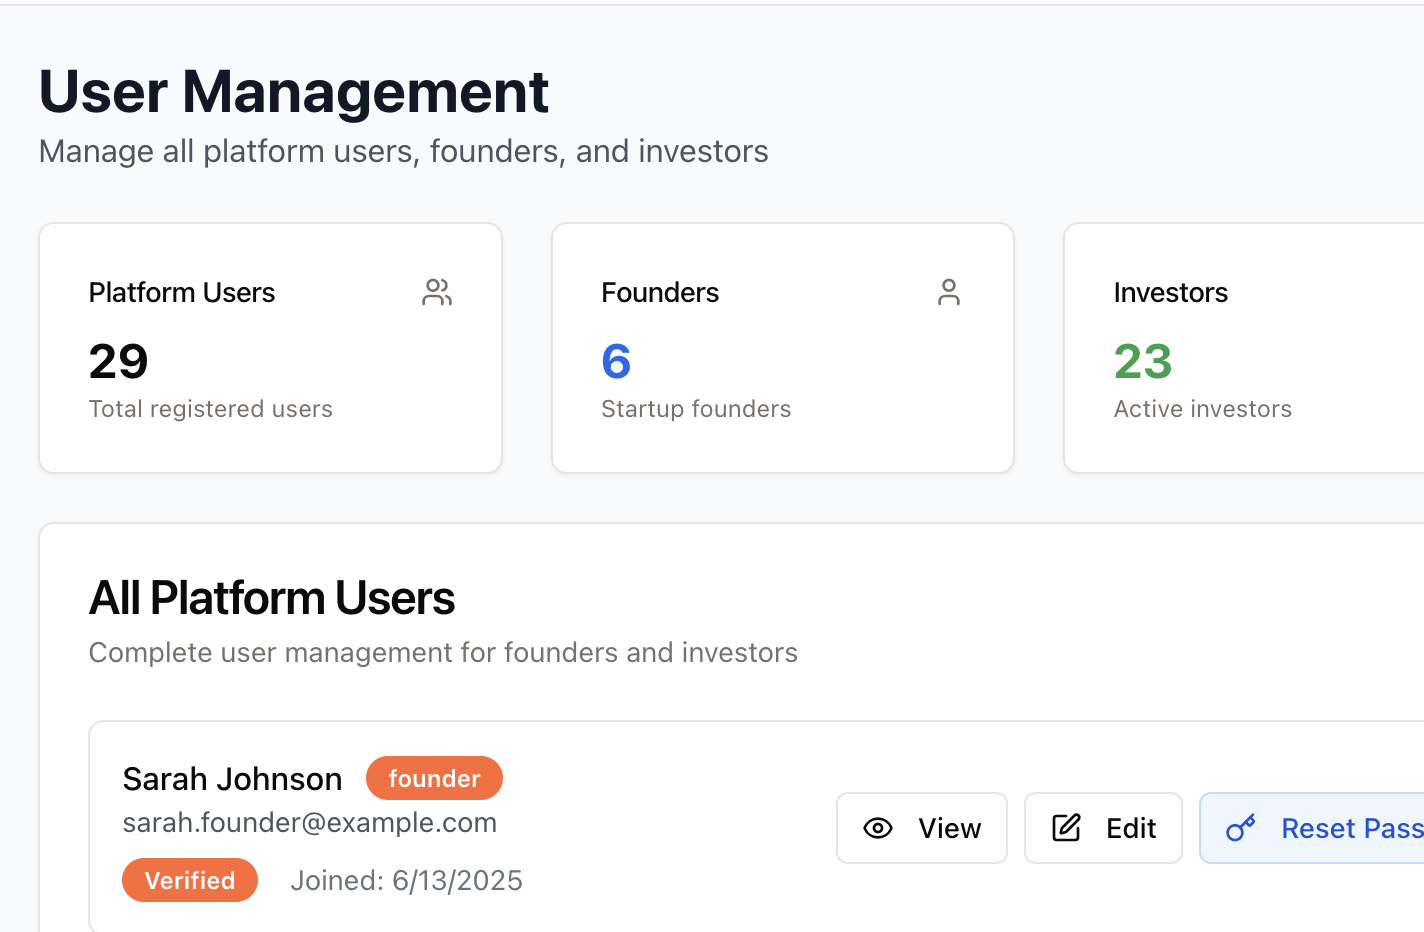 User Management
Manage all platform users, founders, and investors
Platform Users
29
Total registered users
Founders
6
Startup founders
Investors
23
Active investors
All Platform Users
Complete user management for founders and investors
Sarah Johnson founder
sarah.founder@example.com
Verified Joined: 6/13/2025
View Edit Reset Pass